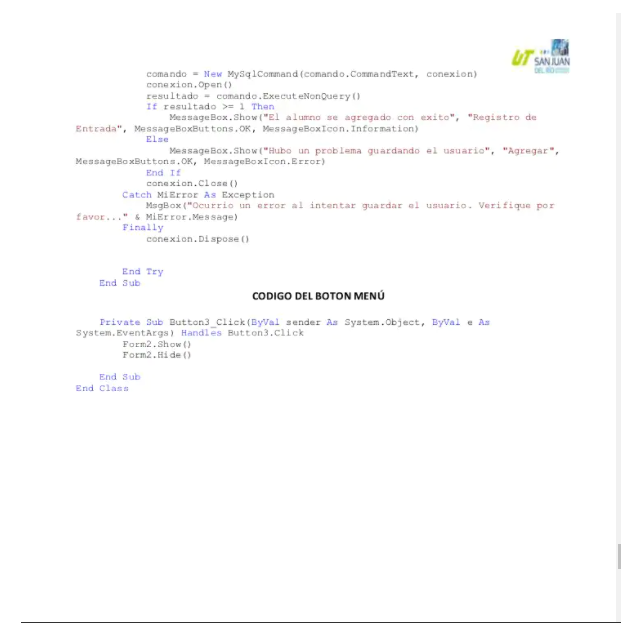 UT
SAN JUAN
DEL RÍO
comando = New MySqlCommand(comando.CommandText, conexion)
conexion.Open()
resultado = comando.ExecuteNonQuery()
If resultado >= 1 Then
MessageBox.Show("El alumno se agregado con exito", "Registro de
Entrada", MessageBoxButtons.OK, MessageBoxIcon.Information)
Else
MessageBox.Show("Hubo un problema guardando el usuario", "Agregar",
MessageBoxButtons.OK, MessageBoxIcon.Error)
End If
conexion.Close()
Catch MiError As Exception
MsgBox("Ocurrio un error al intentar guardar el usuario. Verifique por
favor..." & MiError.Message)
Finally
conexion.Dispose()
End Try
End Sub
CODIGO DEL BOTON MENÚ
Private Sub Button3_Click(ByVal sender As System.Object, ByVal e As
System.EventArgs) Handles Button3.Click
Form2.Show()
Form2.Hide()
End Sub
End Class